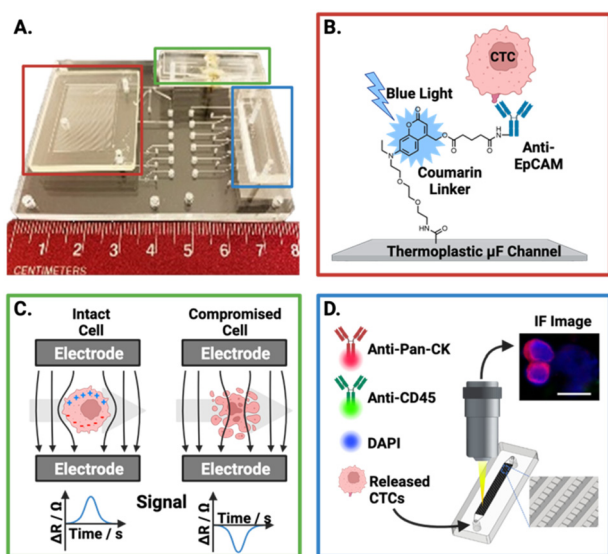 A.
1 2 3 4 5 6 7 8
CENTIMETERS
B.
CTC
Blue Light
Anti-
EpCAM
Coumarin
Linker
O
O
O
O
O
H
N
N
O
O
NH
O
Thermoplastic µF Channel
C.
Intact
Cell
Compromised
Cell
Electrode
Electrode
Electrode
Electrode
Signal
ΔR / Ω
Time / s
ΔR / Ω
Time / s
D.
IF Image
Anti-Pan-CK
Anti-CD45
DAPI
Released
CTCs